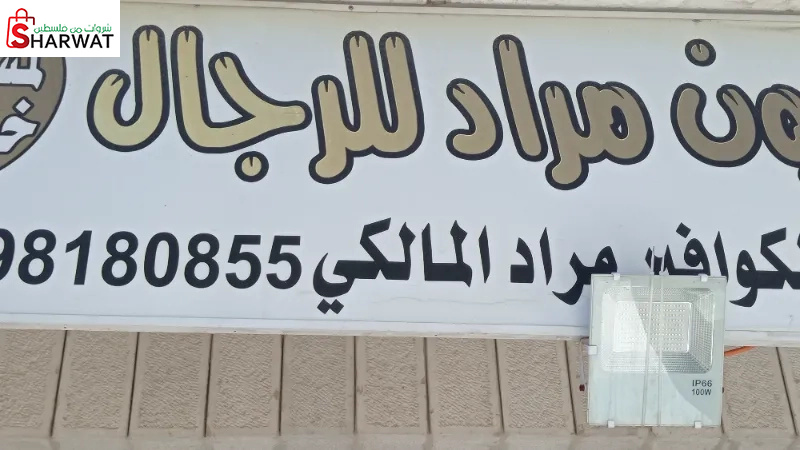 شروات من فلسطين
SHARWAT
مراد للرجال
مراد المالكي 98180855
IP66
100W